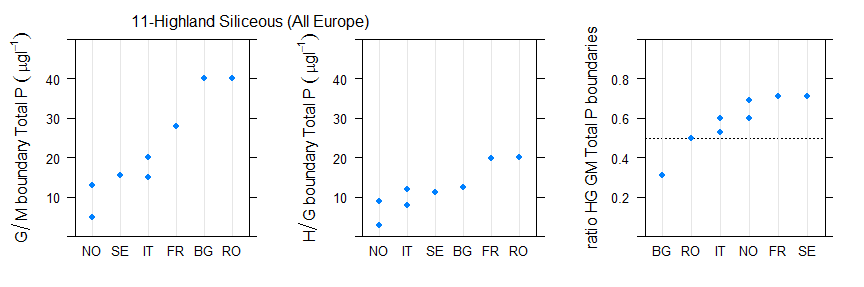 11-Highland Siliceous (All Europe)
G/M boundary Total P ( µgl⁻¹)
40
30
20
10
NO SE IT FR BG RO
H/G boundary Total P ( µgl⁻¹)
40
30
20
10
NO IT SE BG FR RO
ratio HG GM Total P boundaries
0.8
0.6
0.4
0.2
BG RO IT NO FR SE